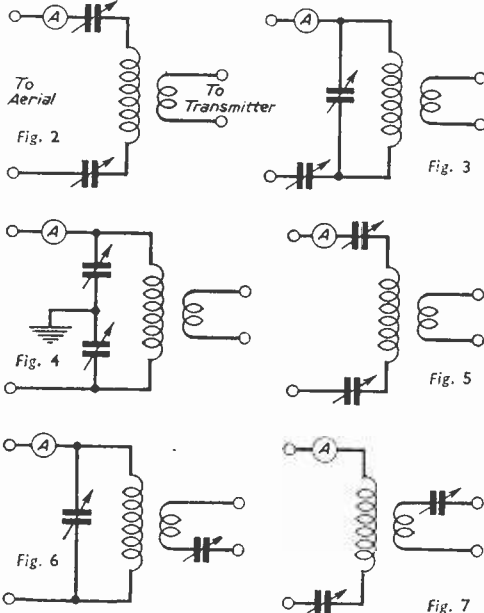 A
To
Aerial
To
Transmitter
Fig. 2
A
Fig. 3
A
Fig. 4
A
Fig. 5
A
Fig. 6
A
Fig. 7